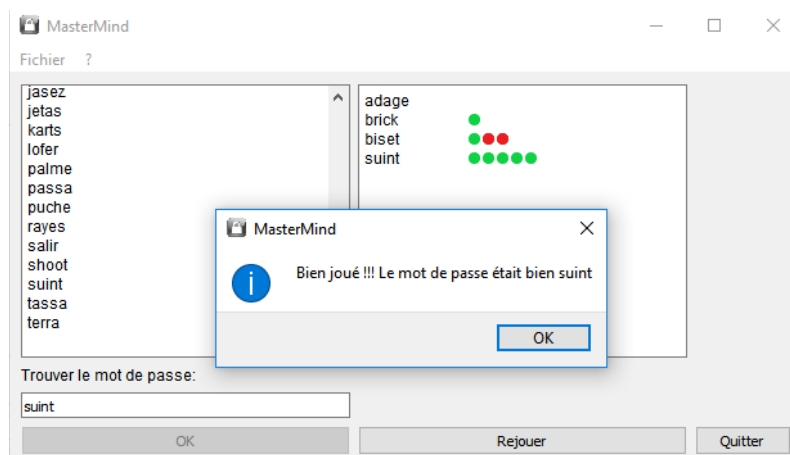 MasterMind
Fichier ?
jasez
jetas
karts
lofer
palme
passa
puche
rayes
salir
shoot
suint
tassa
terra
adage
brick
biset
suint
MasterMind
Bien joué !!! Le mot de passe était bien suint
OK
Trouver le mot de passe:
suint
OK
Rejouer
Quitter